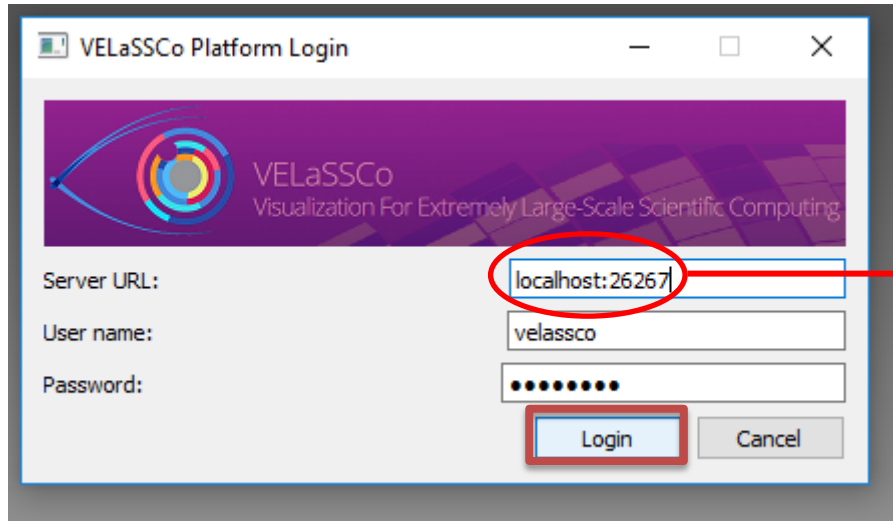 VELaSSCo Platform Login
VELaSSCo
Visualization For Extremely Large-Scale Scientific Computing
Server URL:
localhost:26267
User name:
velassco
Password:
●●●●●●●●
Login
Cancel